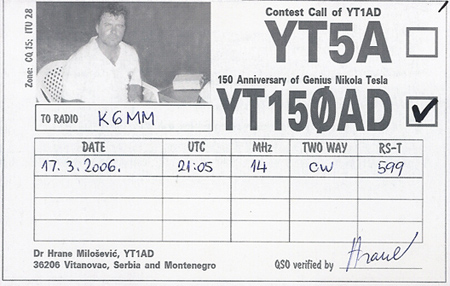 Zone: CQ 15: ITU 28
Contest Call of YT1AD
YT5A
150 Anniversary of Genius Nikola Tesla
YT15ØAD
TO RADIO K6MM
DATE UTC MHz TWO WAY RS-T
17. 3. 2006. 21:05 14 CW 599
Dr Hrane Milošević, YT1AD
36206 Vitanovac, Serbia and Montenegro
QSO verified by Hrane